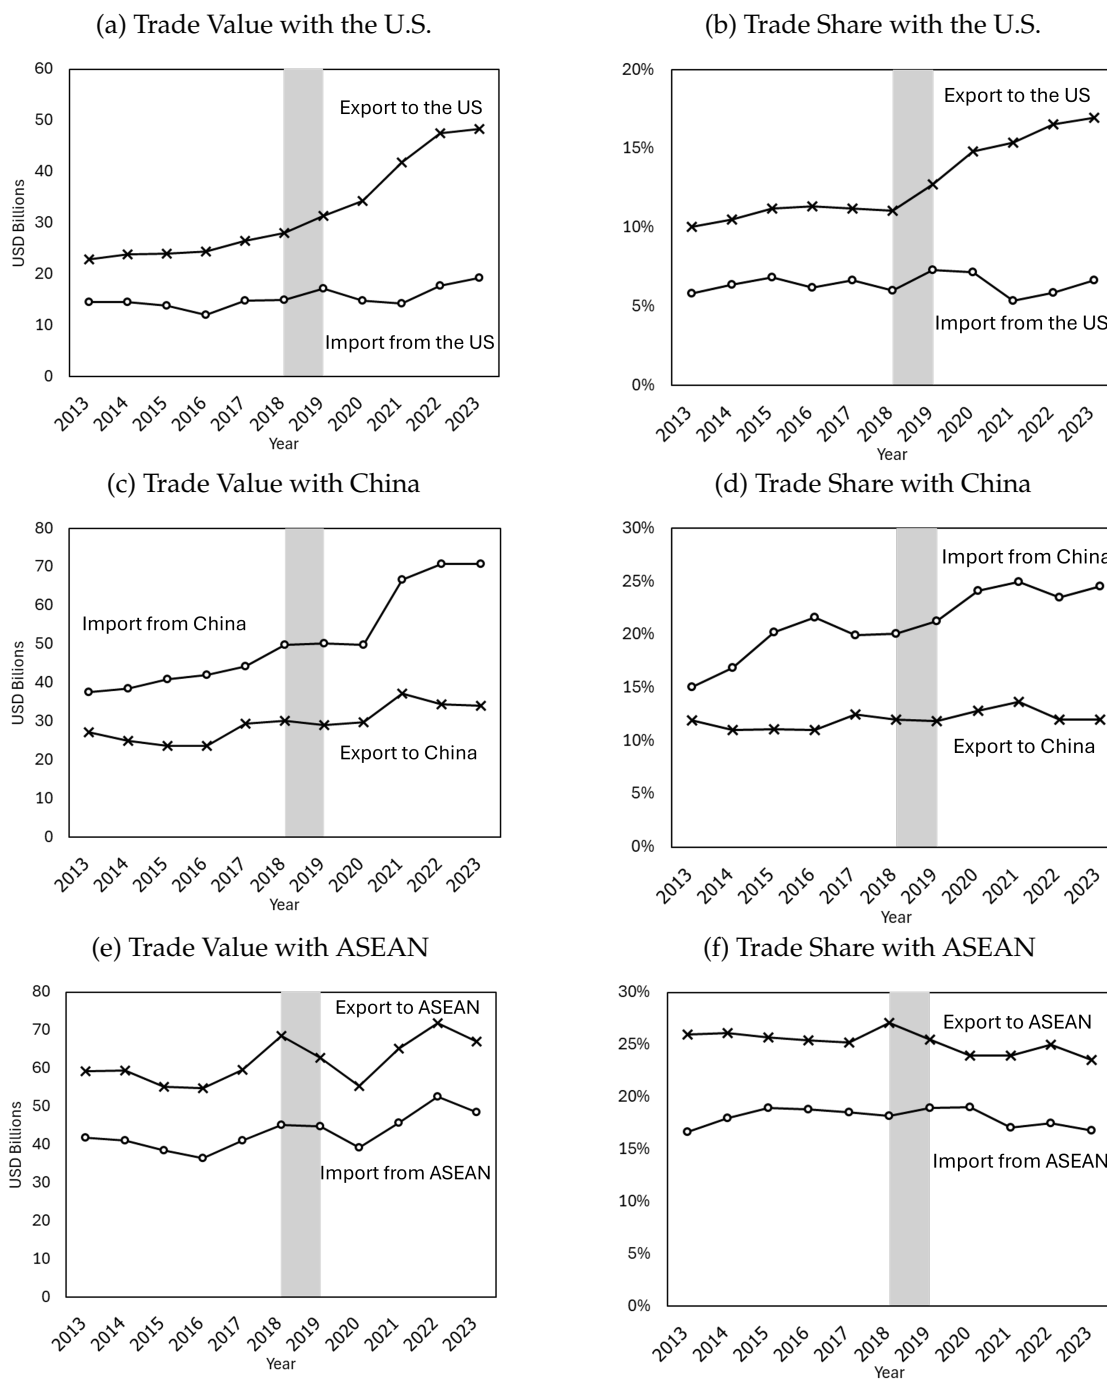 (a) Trade Value with the U.S.
60
50
40
30
20
10
0
USD Billions
Export to the US
Import from the US
2013 2014 2015 2016 2017 2018 2019 2020 2021 2022 2023
Year
(b) Trade Share with the U.S.
20%
15%
10%
5%
0%
Export to the US
Import from the US
2013 2014 2015 2016 2017 2018 2019 2020 2021 2022 2023
Year
(c) Trade Value with China
80
70
60
50
40
30
20
10
0
USD Billions
Import from China
Export to China
2013 2014 2015 2016 2017 2018 2019 2020 2021 2022 2023
Year
(d) Trade Share with China
30%
25%
20%
15%
10%
5%
0%
Import from China
Export to China
2013 2014 2015 2016 2017 2018 2019 2020 2021 2022 2023
Year
(e) Trade Value with ASEAN
80
70
60
50
40
30
20
10
0
USD Billions
Export to ASEAN
Import from ASEAN
2013 2014 2015 2016 2017 2018 2019 2020 2021 2022 2023
Year
(f) Trade Share with ASEAN
30%
25%
20%
15%
10%
5%
0%
Export to ASEAN
Import from ASEAN
2013 2014 2015 2016 2017 2018 2019 2020 2021 2022 2023
Year